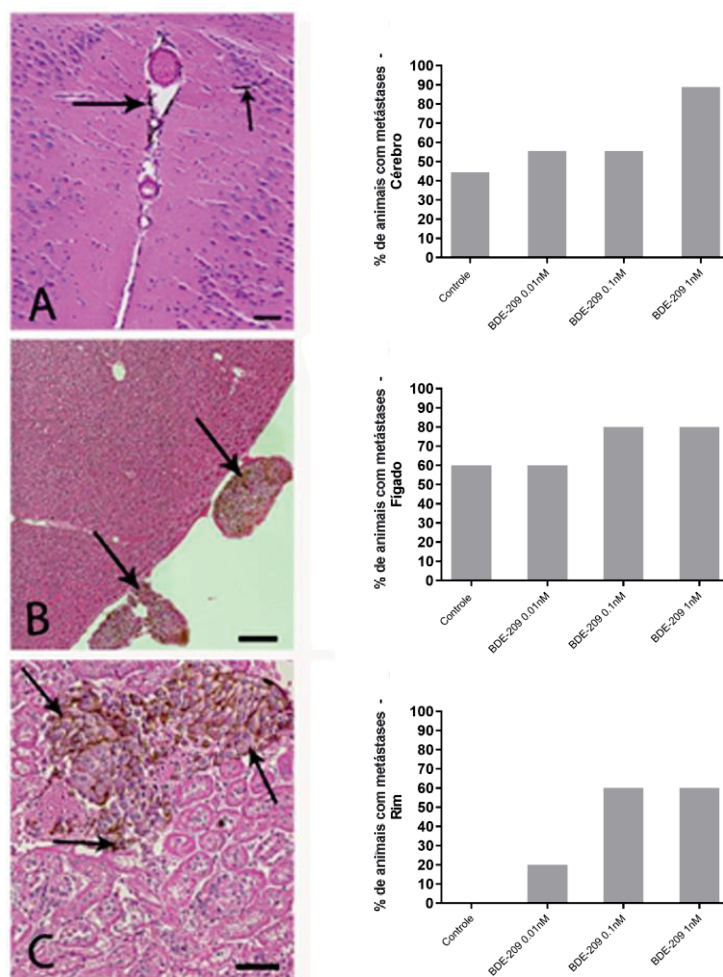 A
% de animais com metástases -
Cérebro
100
90
80
70
60
50
40
30
20
10
0
Controle
BDE-209 0.01nM
BDE-209 0.1nM
BDE-209 1nM
B
% de animais com metástases -
Fígado
100
90
80
70
60
50
40
30
20
10
0
Controle
BDE-209 0.01nM
BDE-209 0.1nM
BDE-209 1nM
C
% de animais com metástases -
Rim
100
90
80
70
60
50
40
30
20
10
0
Controle
BDE-209 0.01nM
BDE-209 0.1nM
BDE-209 1nM